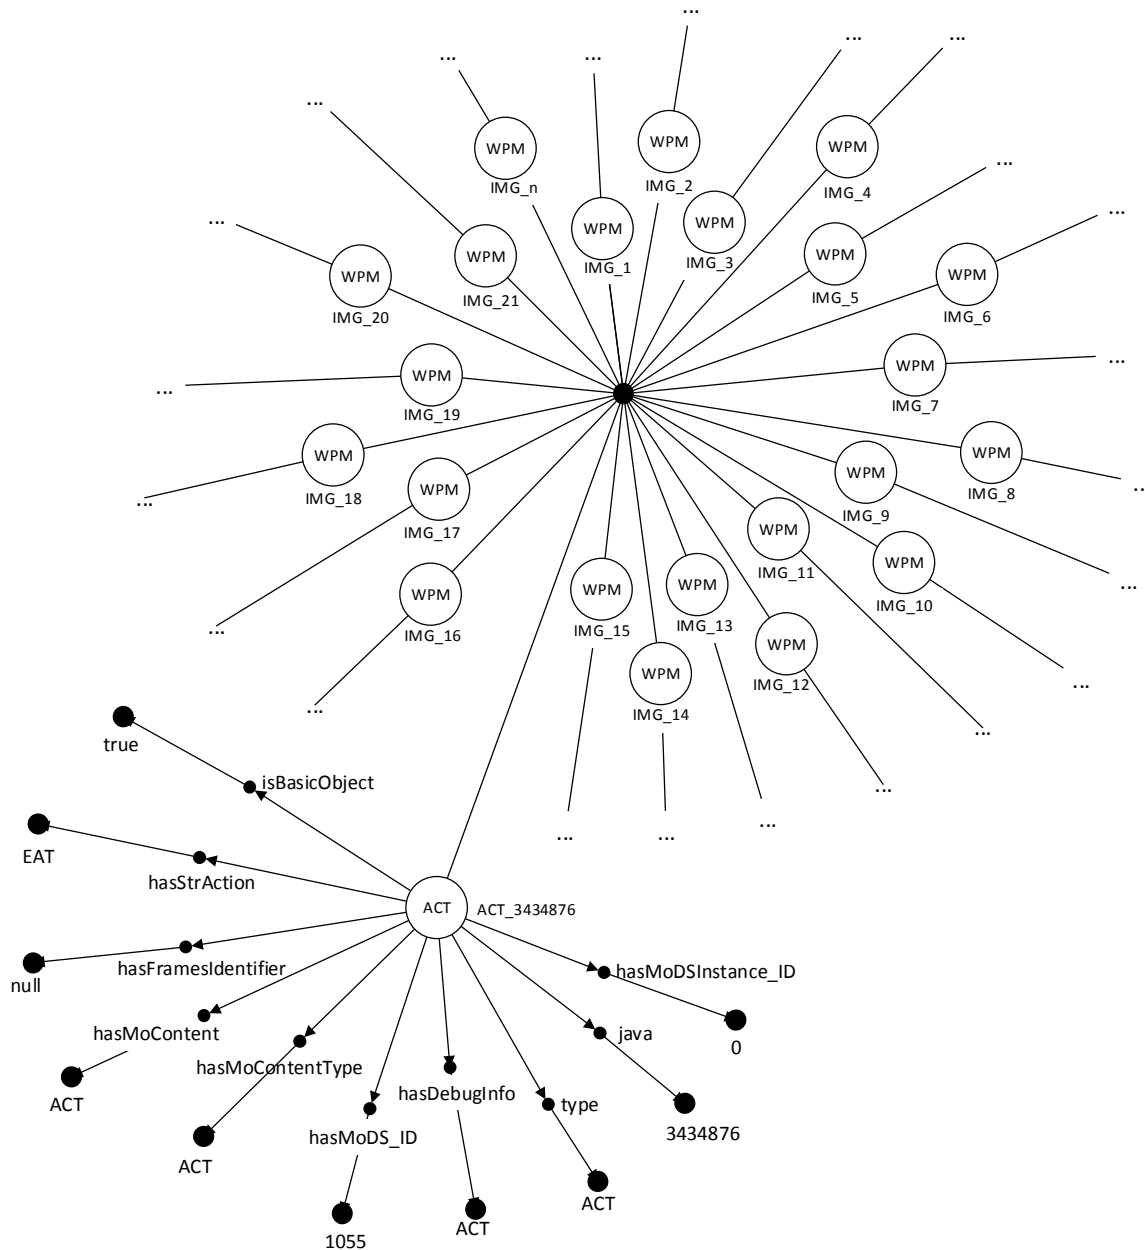 ...
...
...
...
...
...
WPM
IMG_2
WPM
IMG_4
WPM
IMG_n
...
...
WPM
IMG_3
WPM
IMG_1
...
...
WPM
IMG_21
WPM
IMG_5
WPM
IMG_6
WPM
IMG_20
...
...
WPM
IMG_19
WPM
IMG_7
WPM
IMG_18
WPM
IMG_8
...
...
WPM
IMG_17
WPM
IMG_9
WPM
IMG_11
WPM
IMG_10
...
...
WPM
IMG_16
WPM
IMG_15
WPM
IMG_13
WPM
IMG_12
WPM
IMG_14
...
...
...
...
...
...
...
true
isBasicObject
EAT
hasStrAction
ACT
ACT_3434876
null
hasFramesIdentifier
hasMoDSInstance_ID
0
hasMoContent
ACT
hasMoContentType
ACT
java
3434876
hasDebugInfo
ACT
type
ACT
hasMoDS_ID
1055